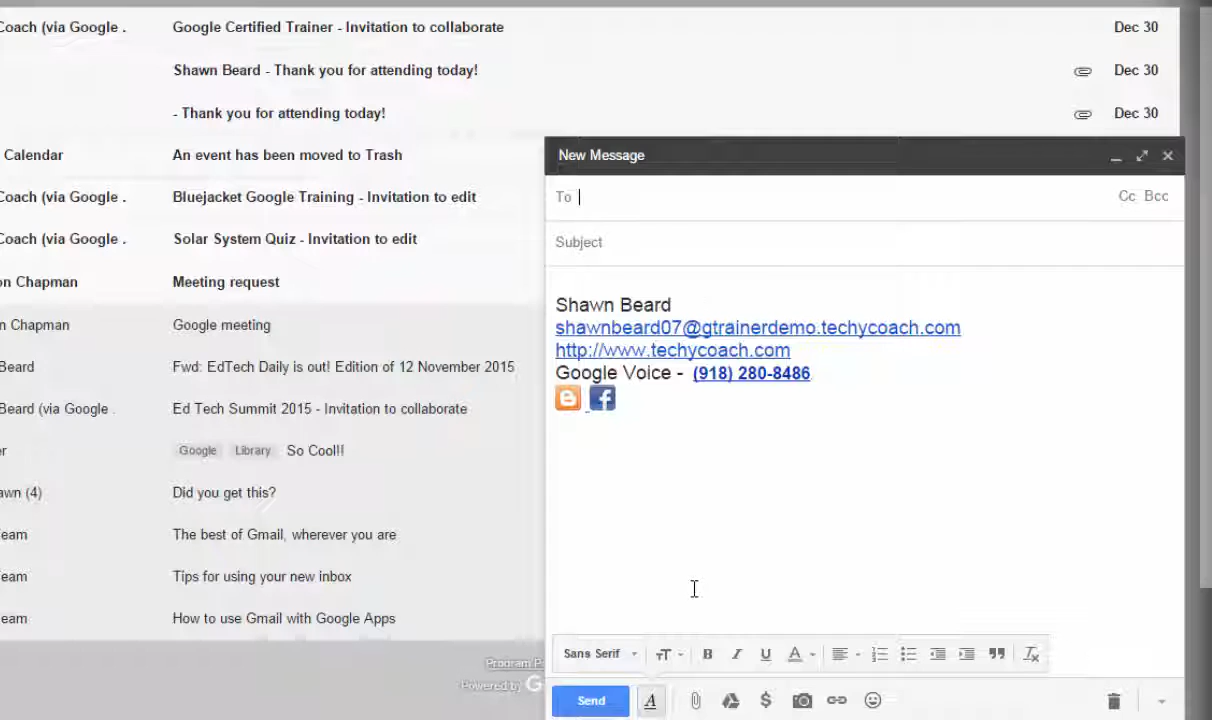 Coach (via Google . Google Certified Trainer - Invitation to collaborate Dec 30
Shawn Beard - Thank you for attending today! Dec 30
- Thank you for attending today! Dec 30
Calendar An event has been moved to Trash
Coach (via Google . Bluejacket Google Training - Invitation to edit
Coach (via Google . Solar System Quiz - Invitation to edit
on Chapman Meeting request
n Chapman Google meeting
Beard Fwd: EdTech Daily is out! Edition of 12 November 2015
Beard (via Google . Ed Tech Summit 2015 - Invitation to collaborate
r Google Library So Cool!!
awn (4) Did you get this?
eam The best of Gmail, wherever you are
eam Tips for using your new inbox
eam How to use Gmail with Google Apps
Program P
Powered by G
New Message
To Cc Bcc
Subject
Shawn Beard
shawnbeard07@gtrainerdemo.techycoach.com
http://www.techycoach.com
Google Voice - (918) 280-8486
Sans Serif
Send